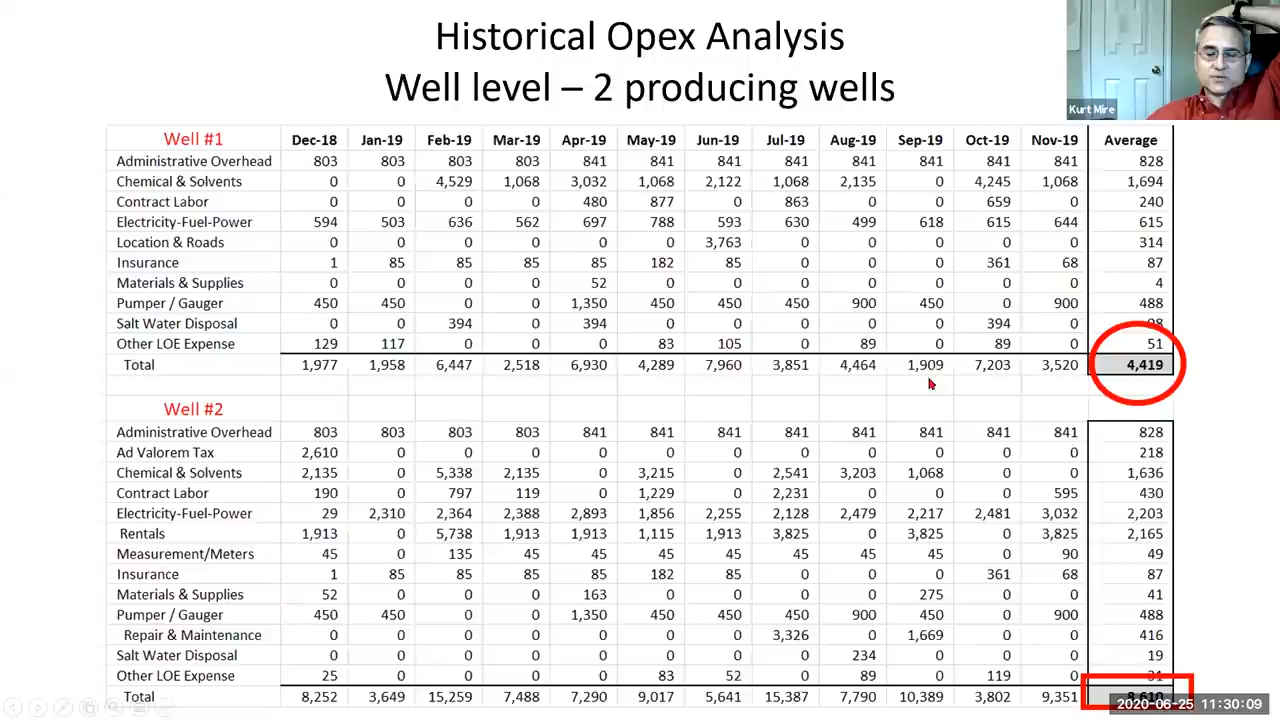 Historical Opex Analysis
Well level – 2 producing wells
Kurt Mire
Well #1 Dec-18 Jan-19 Feb-19 Mar-19 Apr-19 May-19 Jun-19 Jul-19 Aug-19 Sep-19 Oct-19 Nov-19 Average
Administrative Overhead 803 803 803 803 841 841 841 841 841 841 841 841 828
Chemical & Solvents 0 0 4,529 1,068 3,032 1,068 2,122 1,068 2,135 0 4,245 1,068 1,694
Contract Labor 0 0 0 0 480 877 0 863 0 0 659 0 240
Electricity-Fuel-Power 594 503 636 562 697 788 593 630 499 618 615 644 615
Location & Roads 0 0 0 0 0 0 3,763 0 0 0 0 0 314
Insurance 1 85 85 85 85 182 85 0 0 0 361 68 87
Materials & Supplies 0 0 0 0 52 0 0 0 0 0 0 0 4
Pumper / Gauger 450 450 0 0 1,350 450 450 450 900 450 0 900 488
Salt Water Disposal 0 0 394 0 394 0 0 0 0 0 394 0 98
Other LOE Expense 129 117 0 0 0 83 105 0 89 0 89 0 51
Total 1,977 1,958 6,447 2,518 6,930 4,289 7,960 3,851 4,464 1,909 7,203 3,520 4,419
Well #2
Administrative Overhead 803 803 803 803 841 841 841 841 841 841 841 841 828
Ad Valorem Tax 2,610 0 0 0 0 0 0 0 0 0 0 0 218
Chemical & Solvents 2,135 0 5,338 2,135 0 3,215 0 2,541 3,203 1,068 0 0 1,636
Contract Labor 190 0 797 119 0 1,229 0 2,231 0 0 0 595 430
Electricity-Fuel-Power 29 2,310 2,364 2,388 2,893 1,856 2,255 2,128 2,479 2,217 2,481 3,032 2,203
Rentals 1,913 0 5,738 1,913 1,913 1,115 1,913 3,825 0 3,825 0 3,825 2,165
Measurement/Meters 45 0 135 45 45 45 45 45 45 45 0 90 49
Insurance 1 85 85 85 85 182 85 0 0 0 361 68 87
Materials & Supplies 52 0 0 0 163 0 0 0 0 275 0 0 41
Pumper / Gauger 450 450 0 0 1,350 450 450 450 900 450 0 900 488
Repair & Maintenance 0 0 0 0 0 0 0 3,326 0 1,669 0 0 416
Salt Water Disposal 0 0 0 0 0 0 0 0 234 0 0 0 19
Other LOE Expense 25 0 0 0 0 83 52 0 89 0 119 0 31
Total 8,252 3,649 15,259 7,488 7,290 9,017 5,641 15,387 7,790 10,389 3,802 9,351 8,610
2020-06-25 11:30:09